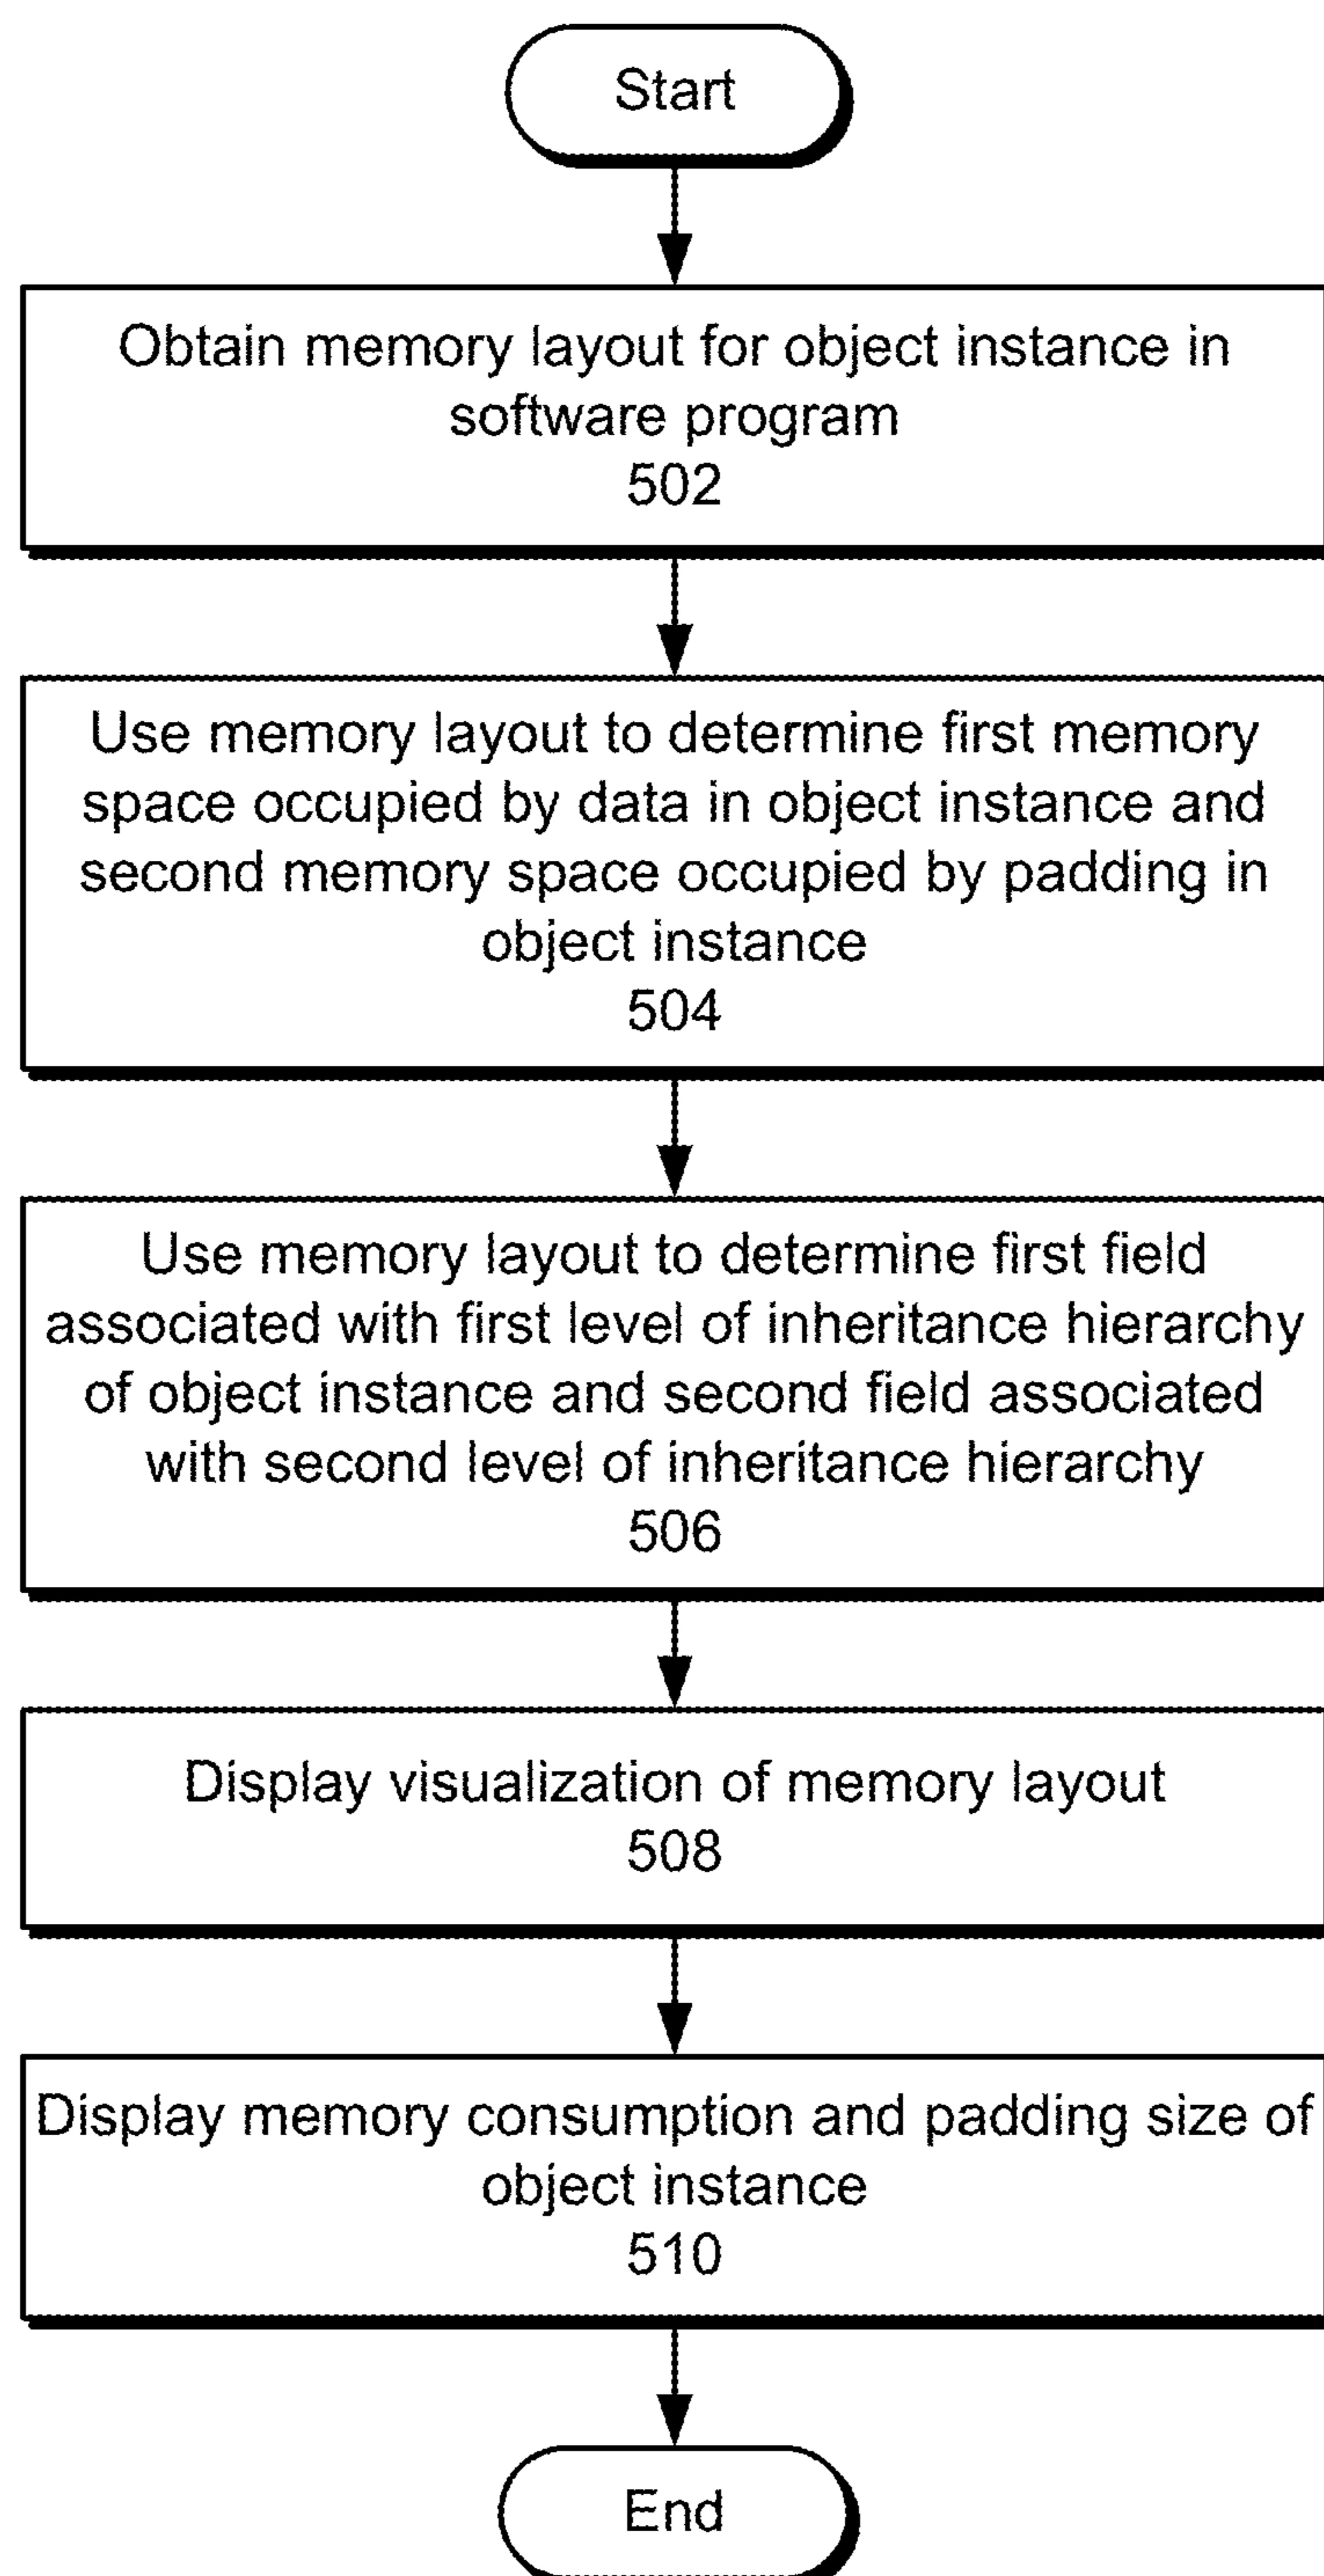 Start
Obtain memory layout for object instance in
software program
502
Use memory layout to determine first memory
space occupied by data in object instance and
second memory space occupied by padding in
object instance
504
Use memory layout to determine first field
associated with first level of inheritance hierarchy
of object instance and second field associated
with second level of inheritance hierarchy
506
Display visualization of memory layout
508
Display memory consumption and padding size of
object instance
510
End